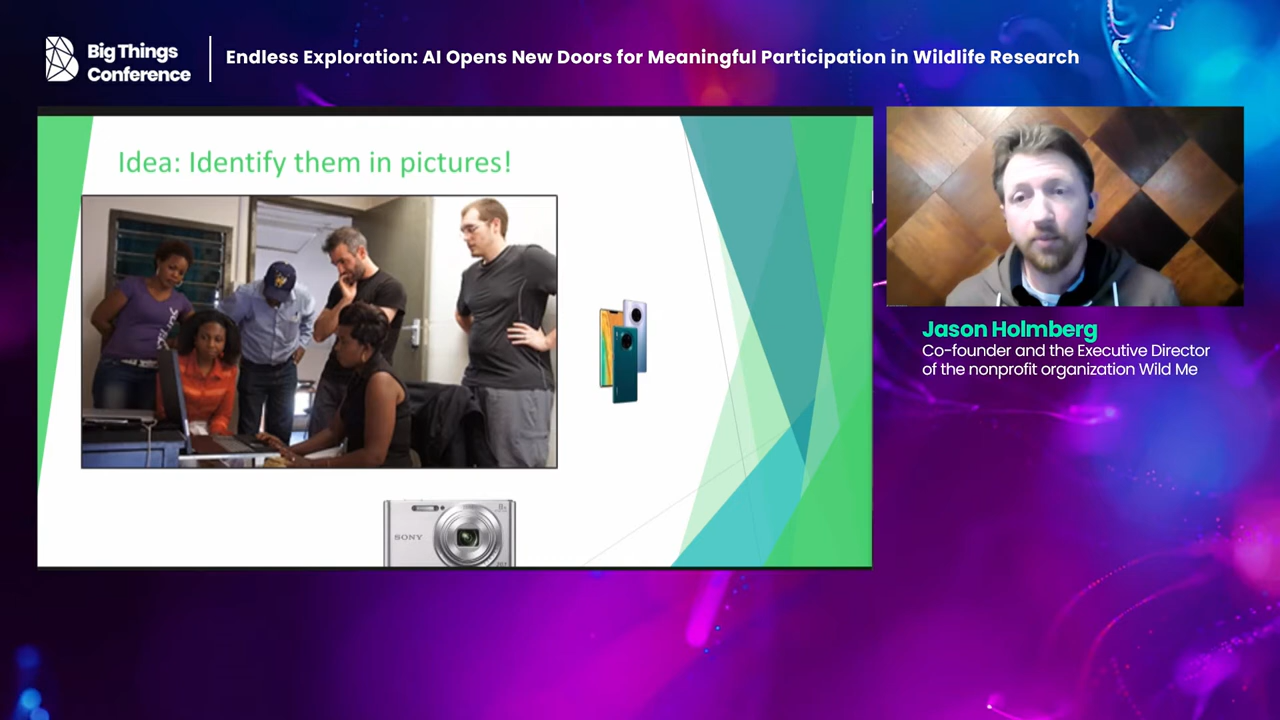 Big Things
Conference
Endless Exploration: AI Opens New Doors for Meaningful Participation in Wildlife Research
Idea: Identify them in pictures!
SONY
Jason Holmberg
Co-founder and the Executive Director
of the nonprofit organization Wild Me